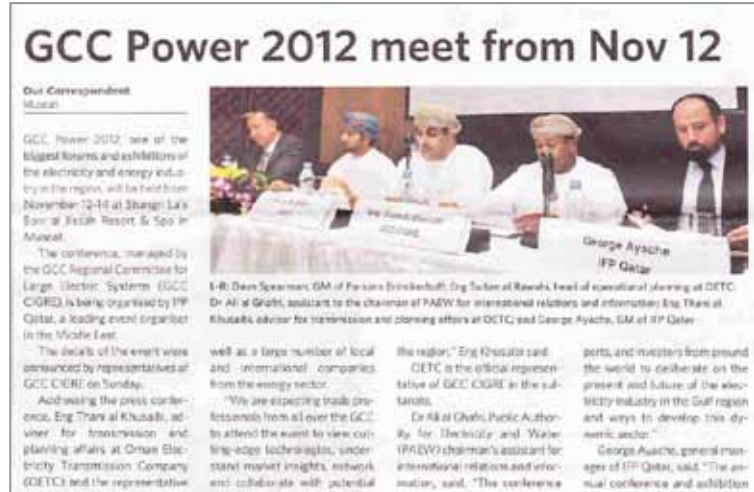 GCC Power 2012 meet from Nov 12
Our Correspondent
Muscat
GCC Power 2012, one of the
biggest forums and exhibitions of
the electricity and energy indus-
try in the region, will be held from
November 12-14 at Shangri La's
Barr al Jissah Resort & Spa in
Muscat.
The conference, managed by
the GCC Regional Committee for
Large Electric Systems (GCC
CIGRE), is being organised by IFP
Qatar, a leading event organiser
in the Middle East.
The details of the event were
announced by representatives of
GCC CIGRE on Sunday.
Addressing the press confer-
ence, Eng Thani al Khusaibi, ad-
viser for transmission and
planning affairs at Oman Elec-
tricity Transmission Company
(OETC) and the representative
GCC CIGRE
George Ayache
IFP Qatar
L-R: Dave Spearman, GM of Parsons Brinckerhoff; Eng Sultan al Rawahi, head of operational planning at OETC;
Dr Ali al Ghafri, assistant to the chairman of PAEW for international relations and information; Eng Thani al
Khusaibi, advisor for transmission and planning affairs at OETC; and George Ayache, GM of IFP Qatar
well as a large number of local
and international companies
from the energy sector.
"We are expecting trade pro-
fessionals from all over the GCC
to attend the event to view cut-
ting-edge technologies, under-
stand market insights, network
and collaborate with potential
the region," Eng Khusaibi said.
OETC is the official represen-
tative of GCC CIGRE in the sul-
tanate.
Dr Ali al Ghafri, Public Author-
ity for Electricity and Water
(PAEW) chairman's assistant for
international relations and infor-
mation, said, "The conference
perts, and investors from around
the world to deliberate on the
present and future of the elec-
tricity industry in the Gulf region
and ways to develop this dy-
namic sector."
George Ayache, general man-
ager of IFP Qatar, said, "The an-
nual conference and exhibition